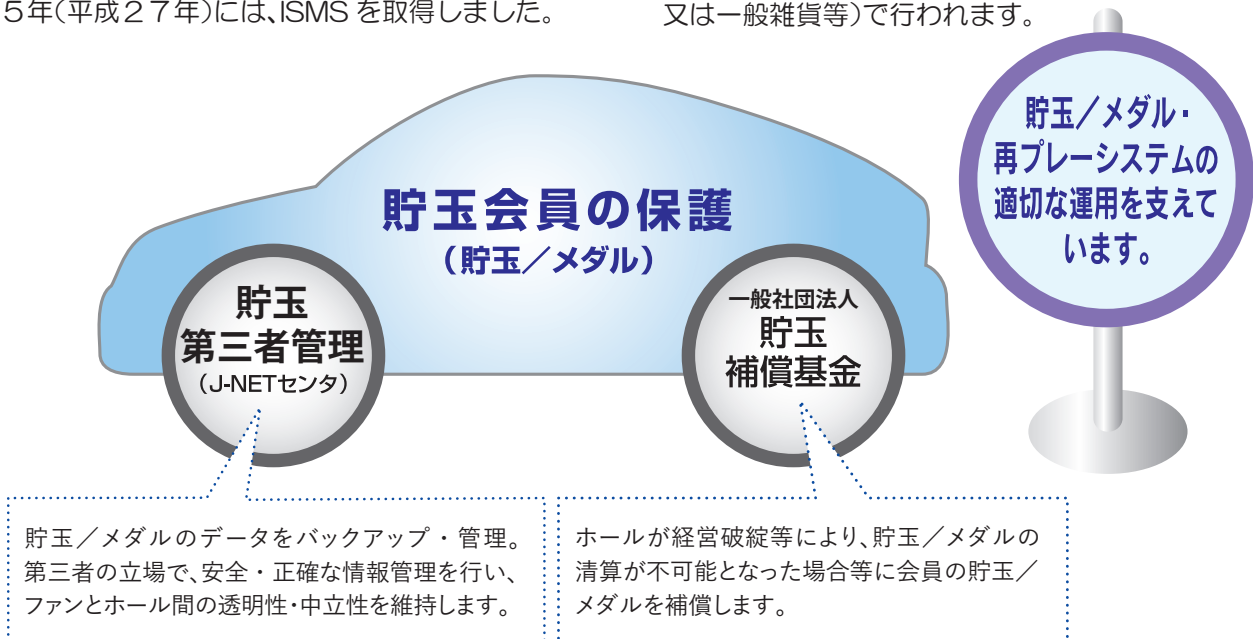 5年(平成27年)には、ISMS を取得しました。
又は一般雑貨等)で行われます。
貯玉/メダル・
再プレーシステムの
適切な運用を支えて
います。
貯玉会員の保護
(貯玉/メダル)
貯玉
第三者管理
(J-NETセンタ)
一般社団法人
貯玉
補償基金
貯玉/メダルのデータをバックアップ・管理。
第三者の立場で、安全・正確な情報管理を行い、
ファンとホール間の透明性・中立性を維持します。
ホールが経営破綻等により、貯玉/メダルの
清算が不可能となった場合等に会員の貯玉/
メダルを補償します。